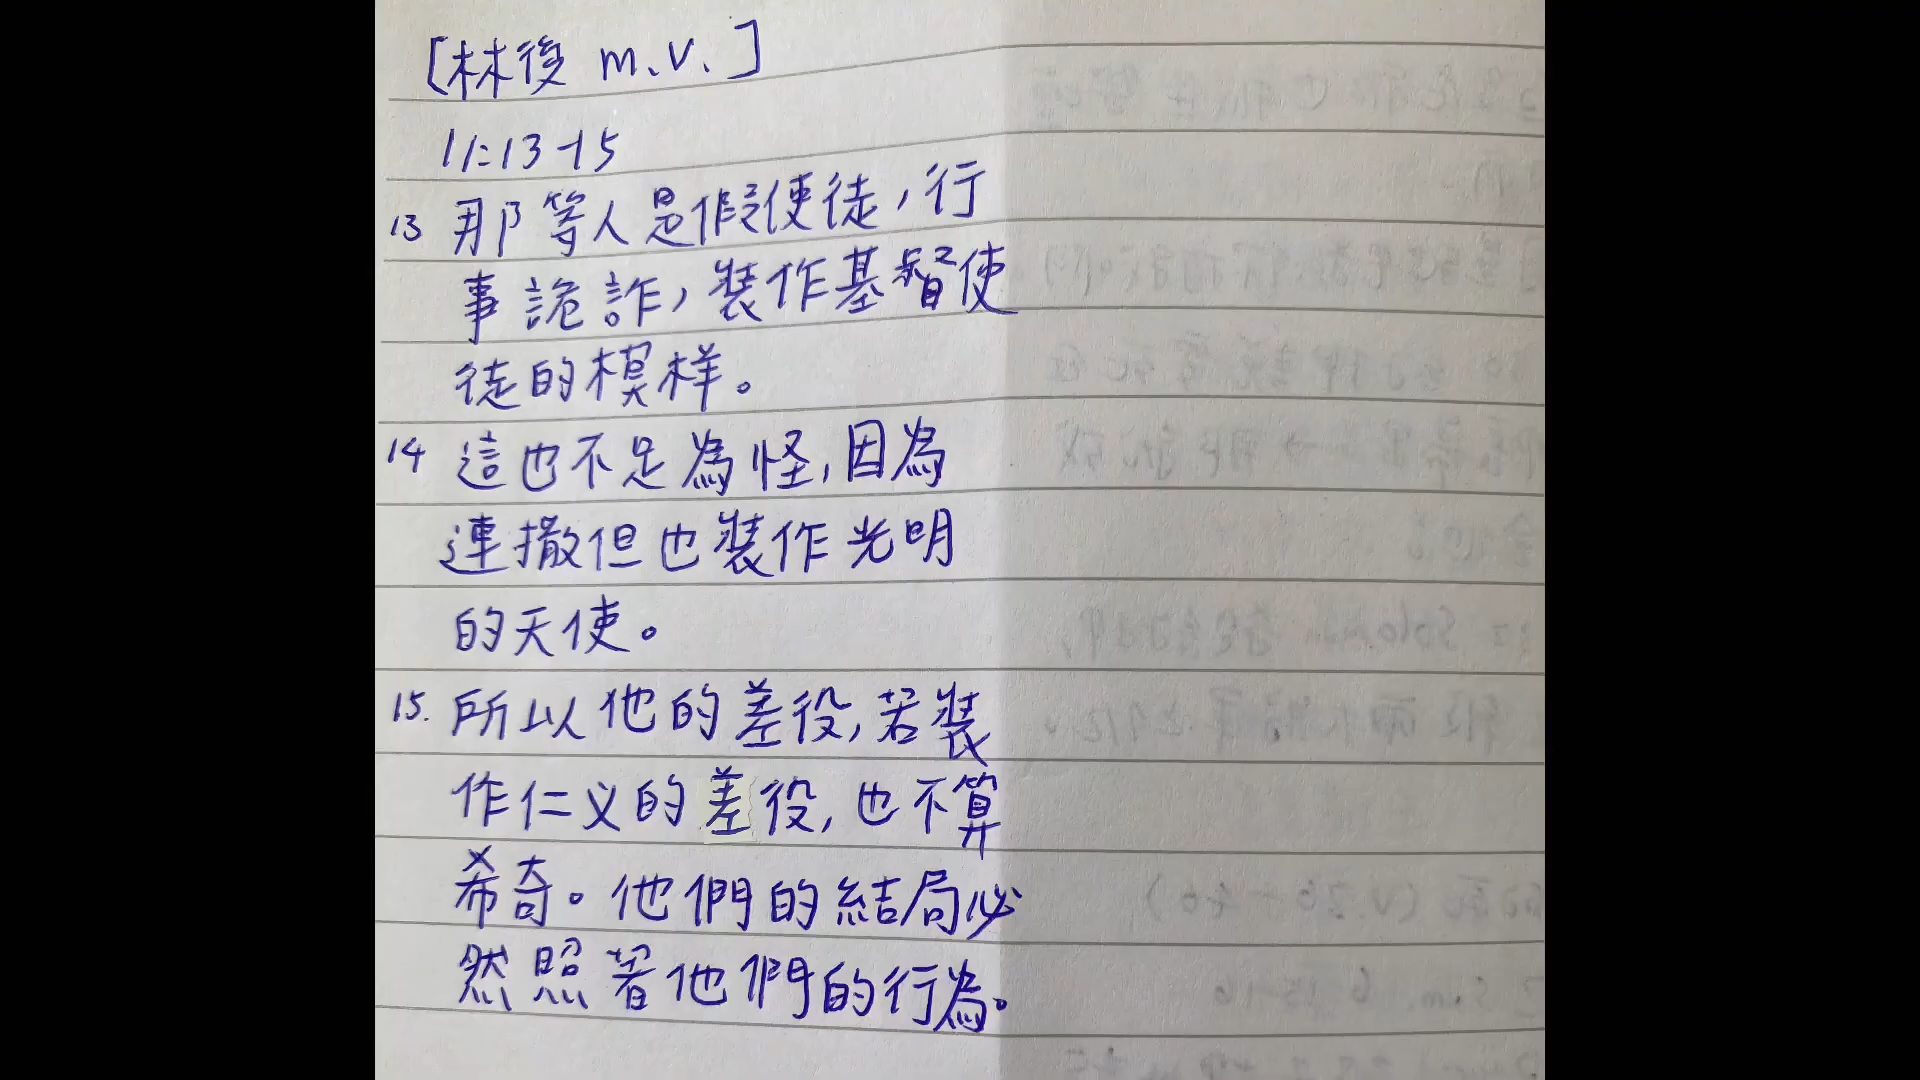 [林後 m.v.]
11:13-15
13 那等人是假使徒，行
事詭詐，裝作基督使
徒的模样。
14 這也不足為怪，因為
連撒但也裝作光明
的天使。
15. 所以他的差役，若裝
作仁义的差役，也不算
希奇。他們的結局必
然照著他們的行為。